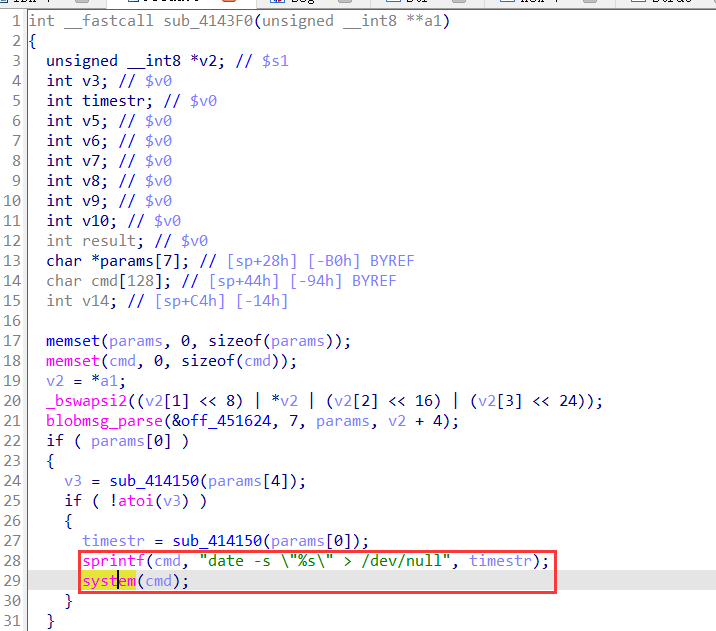 1 int __fastcall sub_4143F0(unsigned __int8 **a1)
2 {
3 unsigned __int8 *v2; // $s1
4 int v3; // $v0
5 int timestr; // $v0
6 int v5; // $v0
7 int v6; // $v0
8 int v7; // $v0
9 int v8; // $v0
10 int v9; // $v0
11 int v10; // $v0
12 int result; // $v0
13 char *params[7]; // [sp+28h] [-B0h] BYREF
14 char cmd[128]; // [sp+44h] [-94h] BYREF
15 int v14; // [sp+C4h] [-14h]
16
17 memset(params, 0, sizeof(params));
18 memset(cmd, 0, sizeof(cmd));
19 v2 = *a1;
20 _bswapsi2((v2[1] << 8) | *v2 | (v2[2] << 16) | (v2[3] << 24));
21 blobmsg_parse(&off_451624, 7, params, v2 + 4);
22 if ( params[0] )
23 {
24 v3 = sub_414150(params[4]);
25 if ( !atoi(v3) )
26 {
27 timestr = sub_414150(params[0]);
28 sprintf(cmd, "date -s \"%s\" > /dev/null", timestr);
29 system(cmd);
30 }
31 }